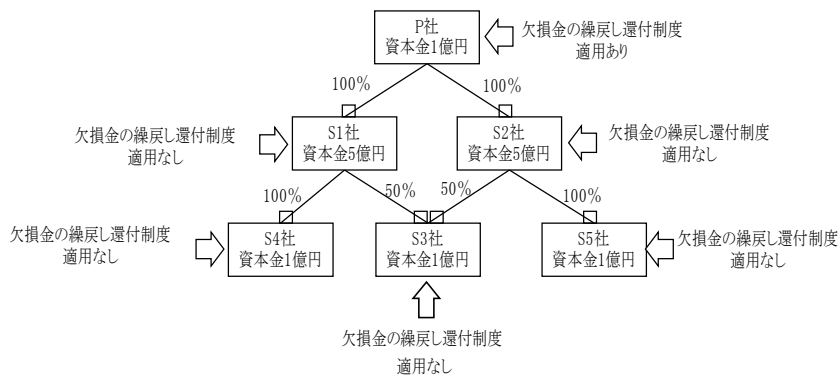 P社
資本金1億円
欠損金の繰戻し還付制度
適用あり
100%
100%
欠損金の繰戻し還付制度
適用なし
S1社
資本金5億円
S2社
資本金5億円
欠損金の繰戻し還付制度
適用なし
100%
50%
50%
100%
欠損金の繰戻し還付制度
適用なし
S4社
資本金1億円
S3社
資本金1億円
S5社
資本金1億円
欠損金の繰戻し還付制度
適用なし
欠損金の繰戻し還付制度
適用なし